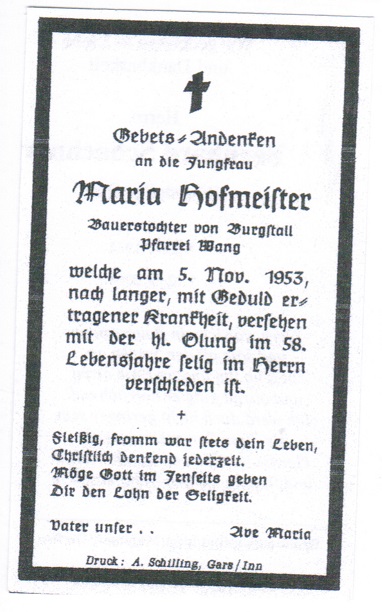 Gebets-Andenken
an die Jungfrau
Maria Hofmeister
Bauerstochter von Burgstall
Pfarrei Wang
welche am 5. Nov. 1953,
nach langer, mit Geduld er-
tragener Krankheit, versehen
mit der hl. Ölung im 58.
Lebensjahre selig im Herrn
verschieden ist.
Fleißig, fromm war stets dein Leben,
Christlich denkend jederzeit.
Möge Gott im Jenseits geben
Dir den Lohn der Seligkeit.
Vater unser . . Ave Maria
Druck: A. Schilling, Gars/Inn